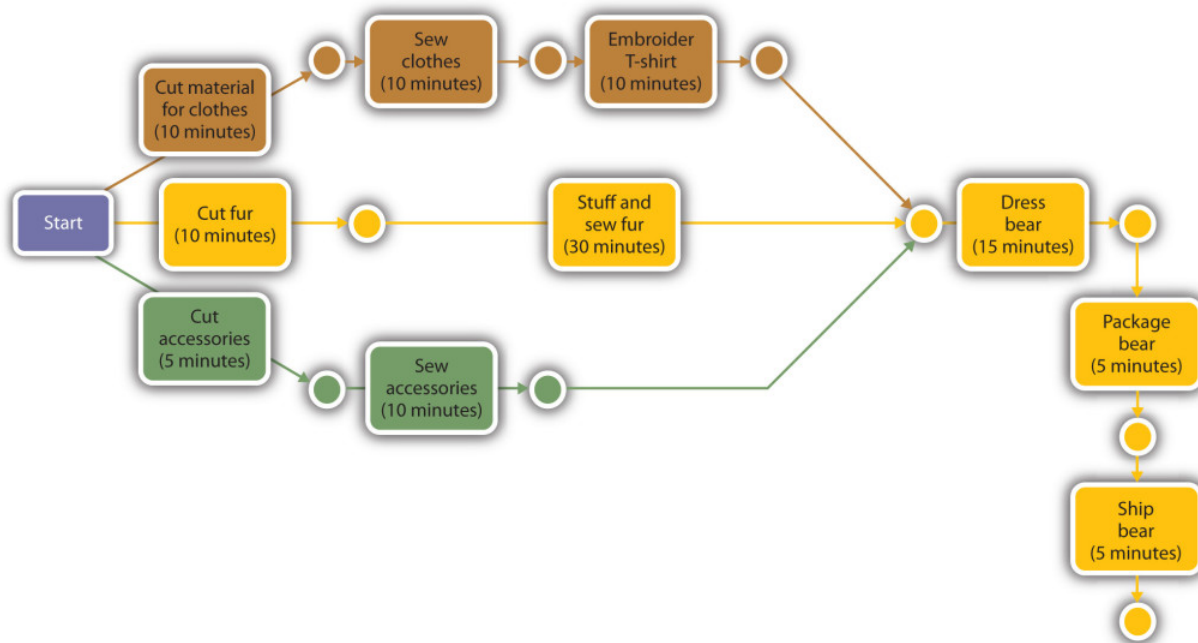 Sew
clothes
(10 minutes)
Embroider
T-shirt
(10 minutes)
Cut material
for clothes
(10 minutes)
Start
Cut fur
(10 minutes)
Stuff and
sew fur
(30 minutes)
Dress
bear
(15 minutes)
Cut
accessories
(5 minutes)
Sew
accessories
(10 minutes)
Package
bear
(5 minutes)
Ship
bear
(5 minutes)